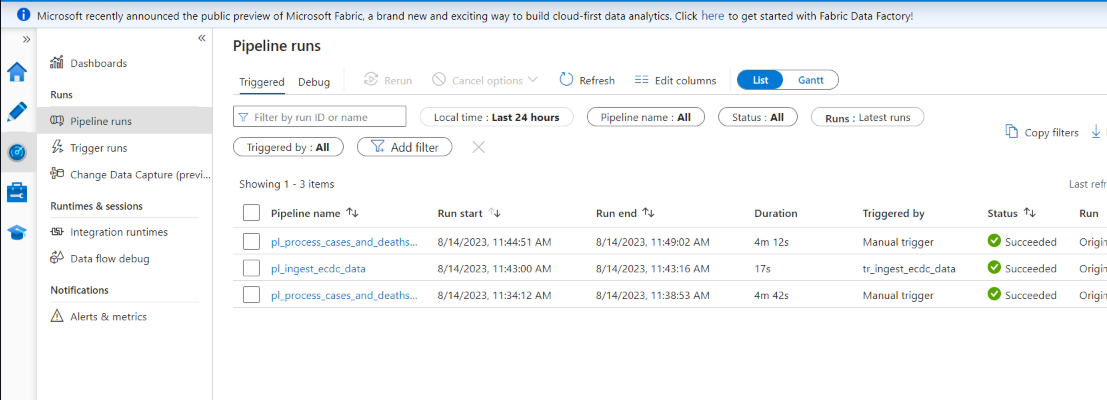 Microsoft recently announced the public preview of Microsoft Fabric, a brand new and exciting way to build cloud-first data analytics. Click here to get started with Fabric Data Factory!
Dashboards
Runs
Pipeline runs
Trigger runs
Change Data Capture (previ...
Runtimes & sessions
Integration runtimes
Data flow debug
Notifications
Alerts & metrics
Pipeline runs
Triggered Debug Rerun Cancel options Refresh Edit columns List Gantt
Filter by run ID or name Local time : Last 24 hours Pipeline name : All Status : All Runs : Latest runs
Copy filters
Triggered by : All Add filter
Showing 1 - 3 items
Last refr
Pipeline name Run start Run end Duration Triggered by Status Run
pl_process_cases_and_deaths... 8/14/2023, 11:44:51 AM 8/14/2023, 11:49:02 AM 4m 12s Manual trigger Succeeded Origin
pl_ingest_ecdc_data 8/14/2023, 11:43:00 AM 8/14/2023, 11:43:16 AM 17s tr_ingest_ecdc_data Succeeded Origin
pl_process_cases_and_deaths... 8/14/2023, 11:34:12 AM 8/14/2023, 11:38:53 AM 4m 42s Manual trigger Succeeded Origin